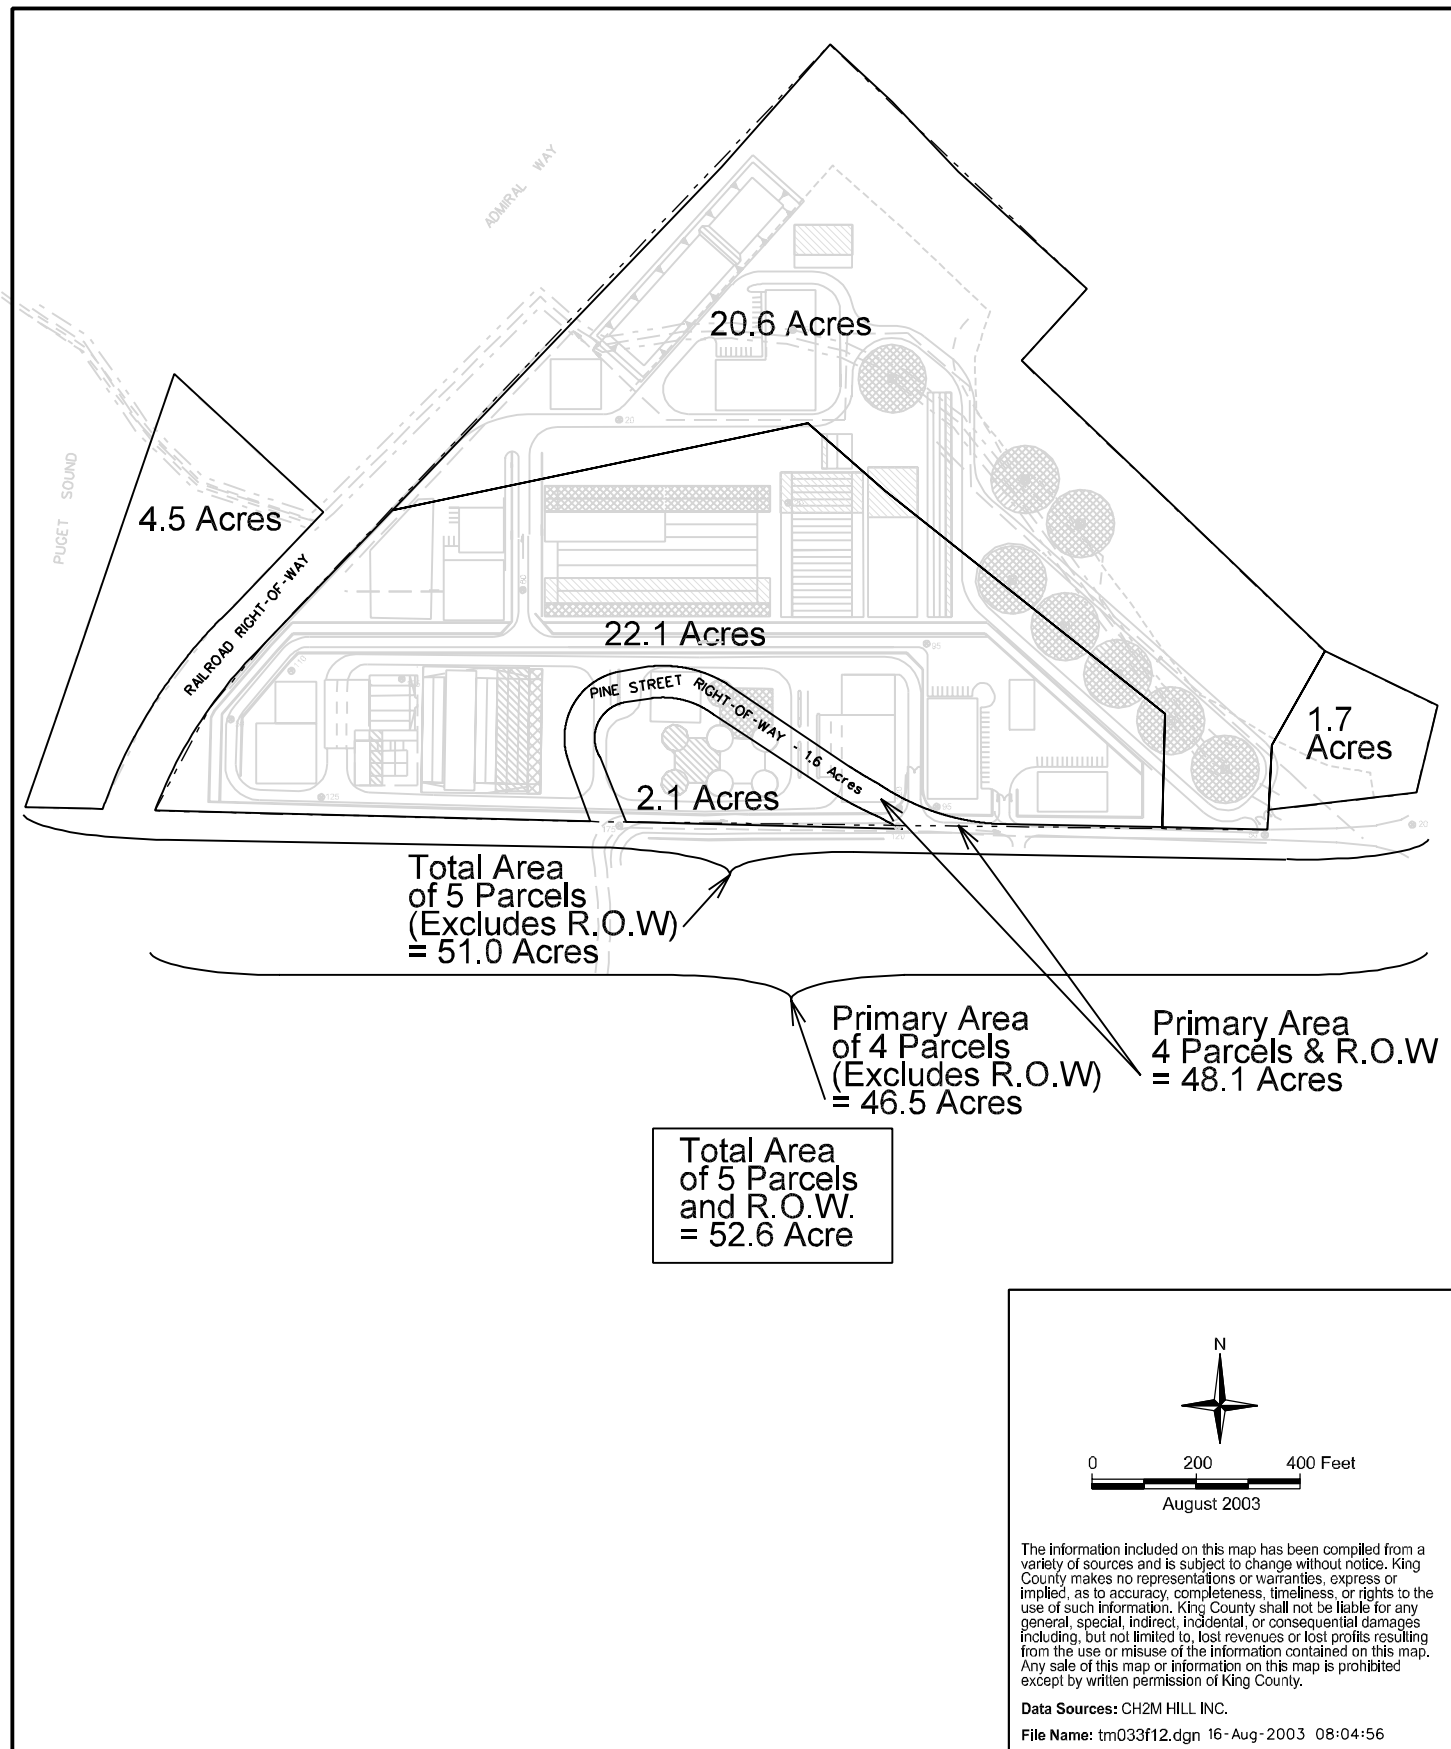 ADMIRAL WAY
20.6 Acres
20
PUGET SOUND
4.5 Acres
RAILROAD RIGHT-OF-WAY
60
22.1 Acres
95
110
PINE STREET RIGHT-OF-WAY - 1.6 Acres
1.7
Acres
2.1 Acres
125
95
175
120
20
Total Area
of 5 Parcels
(Excludes R.O.W)
= 51.0 Acres
Primary Area
of 4 Parcels
(Excludes R.O.W)
= 46.5 Acres
Primary Area
4 Parcels & R.O.W
= 48.1 Acres
Total Area
of 5 Parcels
and R.O.W.
= 52.6 Acre
N
0 200 400 Feet
August 2003
The information included on this map has been compiled from a
variety of sources and is subject to change without notice. King
County makes no representations or warranties, express or
implied, as to accuracy, completeness, timeliness, or rights to the
use of such information. King County shall not be liable for any
general, special, indirect, incidental, or consequential damages
including, but not limited to, lost revenues or lost profits resulting
from the use or misuse of the information contained on this map.
Any sale of this map or information on this map is prohibited
except by written permission of King County.
Data Sources: CH2M HILL INC.
File Name: tm033f12.dgn 16-Aug-2003 08:04:56